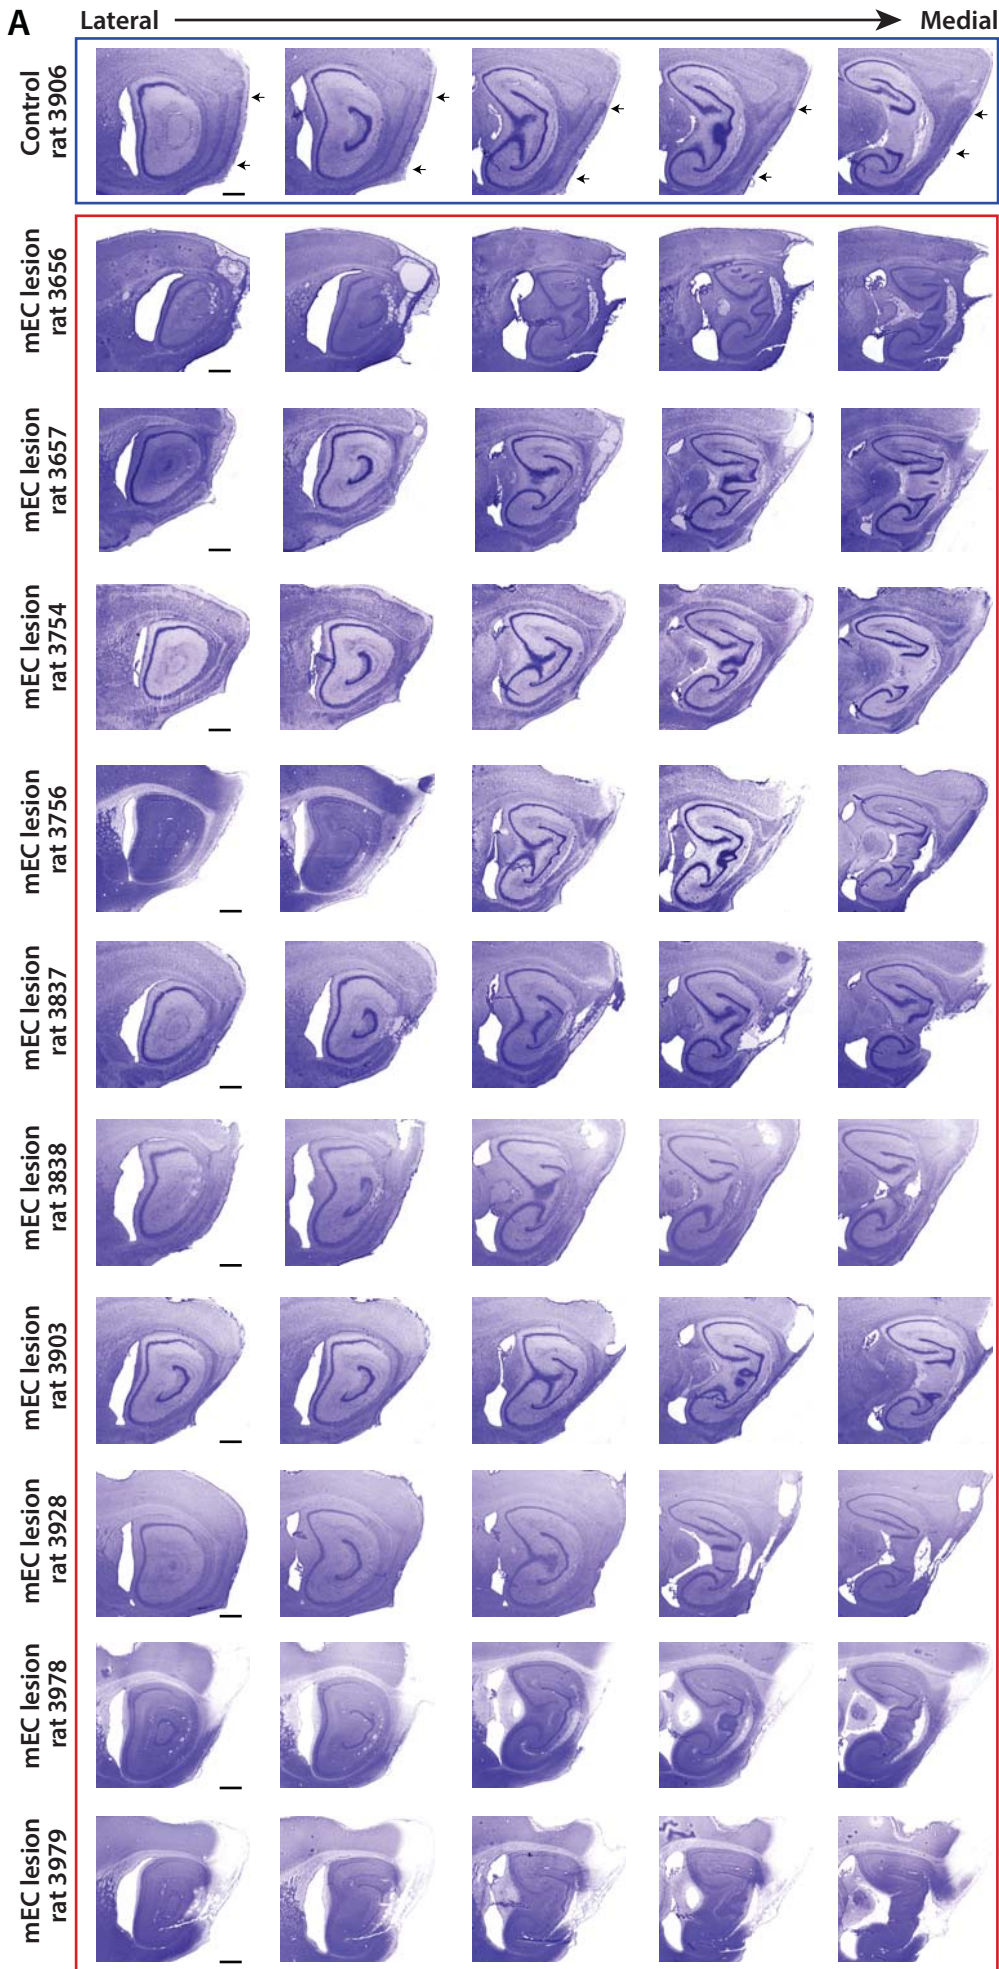 A
Lateral
Medial
Control
rat 3906
mEC lesion
rat 3656
mEC lesion
rat 3657
mEC lesion
rat 3754
mEC lesion
rat 3756
mEC lesion
rat 3837
mEC lesion
rat 3838
mEC lesion
rat 3903
mEC lesion
rat 3928
mEC lesion
rat 3978
mEC lesion
rat 3979